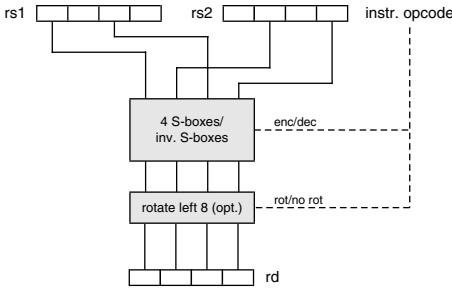 rs1
rs2
instr. opcode
4 S-boxes/
inv. S-boxes
enc/dec
rotate left 8 (opt.)
rot/no rot
rd